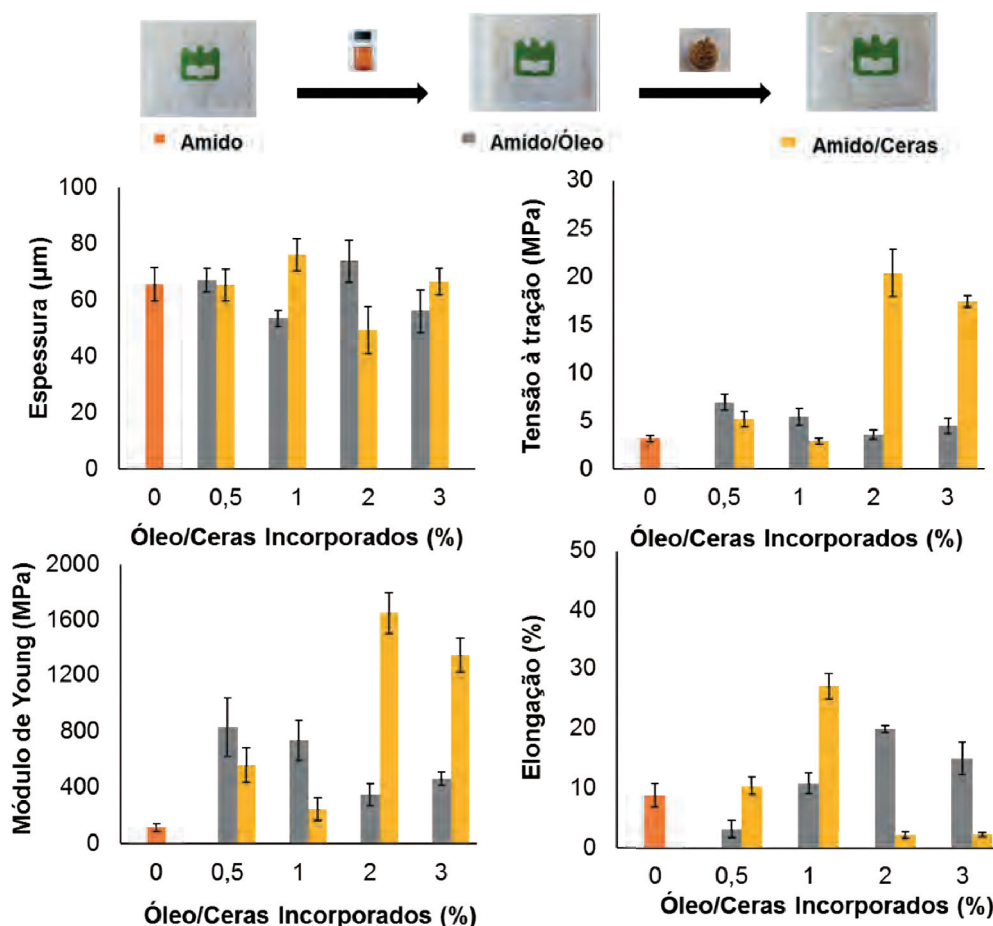 Amido
Amido/Óleo
Amido/Ceras
Espessura (µm)
100
80
60
40
20
0
0 0,5 1 2 3
Óleo/Ceras Incorporados (%)
Tensão à tração (MPa)
30
25
20
15
10
5
0
0 0,5 1 2 3
Óleo/Ceras Incorporados (%)
Módulo de Young (MPa)
2000
1600
1200
800
400
0
0 0,5 1 2 3
Óleo/Ceras Incorporados (%)
Elongação (%)
50
40
30
20
10
0
0 0,5 1 2 3
Óleo/Ceras Incorporados (%)